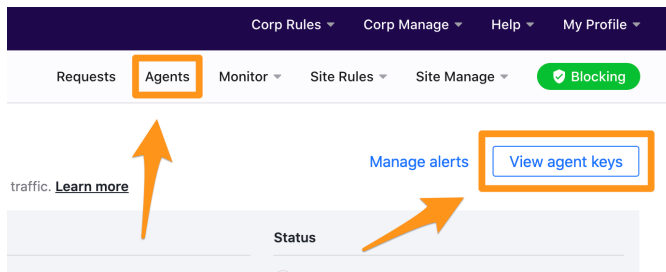 Corp Rules Corp Manage Help My Profile
Requests Agents Monitor Site Rules Site Manage Blocking
Manage alerts View agent keys
traffic. Learn more
Status